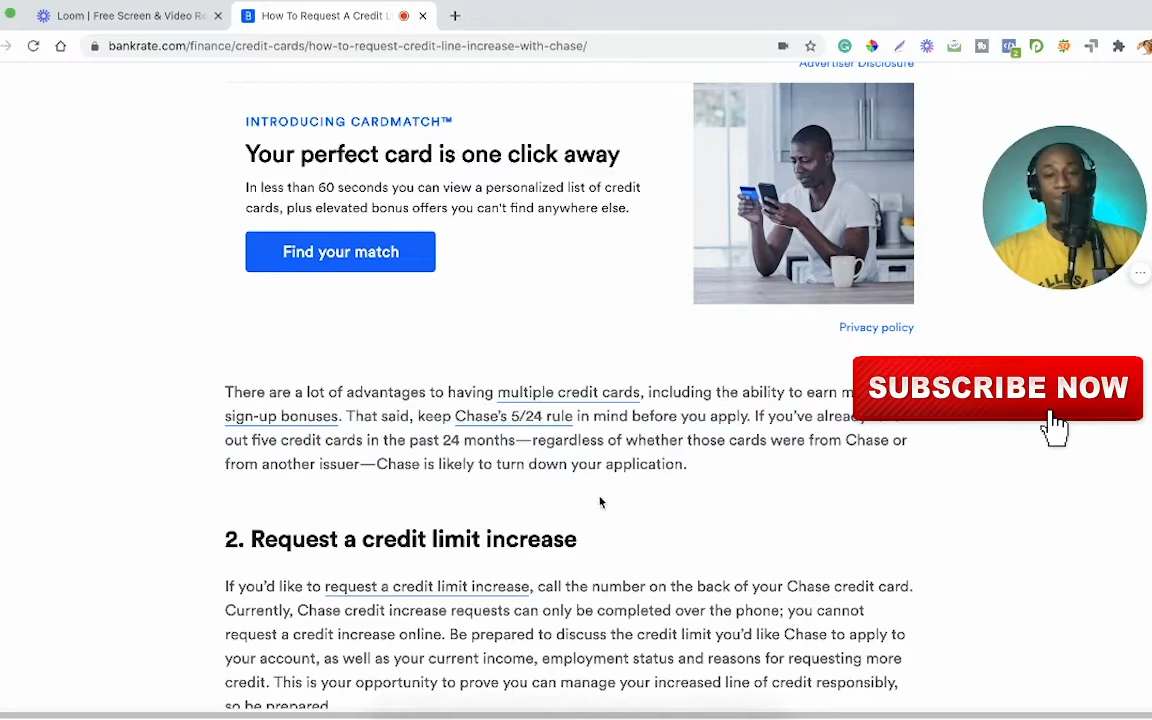 Loom | Free Screen & Video Re
How To Request A Credit Li
bankrate.com/finance/credit-cards/how-to-request-credit-line-increase-with-chase/
2
Advertiser Disclosure
INTRODUCING CARDMATCH™
Your perfect card is one click away
In less than 60 seconds you can view a personalized list of credit
cards, plus elevated bonus offers you can't find anywhere else.
Find your match
Privacy policy
SUBSCRIBE NOW
There are a lot of advantages to having multiple credit cards, including the ability to earn
sign-up bonuses. That said, keep Chase's 5/24 rule in mind before you apply. If you've
out five credit cards in the past 24 months—regardless of whether those cards were from Chase or
from another issuer—Chase is likely to turn down your application.
2. Request a credit limit increase
If you'd like to request a credit limit increase, call the number on the back of your Chase credit card.
Currently, Chase credit increase requests can only be completed over the phone; you cannot
request a credit increase online. Be prepared to discuss the credit limit you'd like Chase to apply to
your account, as well as your current income, employment status and reasons for requesting more
credit. This is your opportunity to prove you can manage your increased line of credit responsibly,
so be prepared.